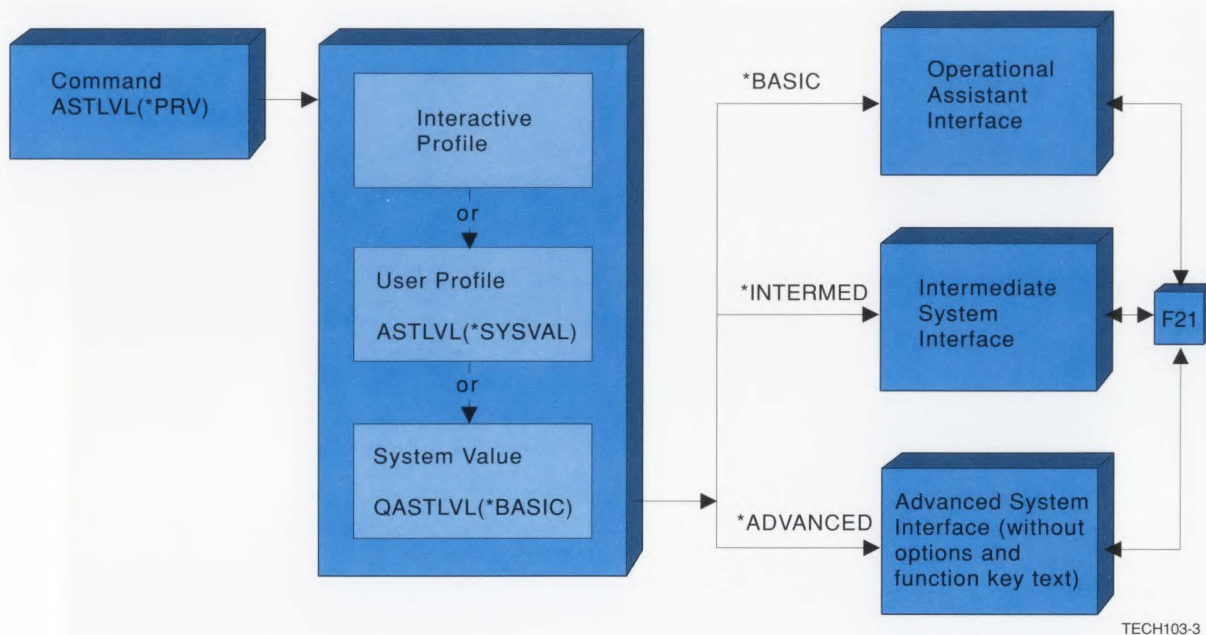 Command
ASTLVL(*PRV)
Interactive
Profile
or
User Profile
ASTLVL(*SYSVAL)
or
System Value
QASTLVL(*BASIC)
*BASIC
Operational
Assistant
Interface
*INTERMED
Intermediate
System
Interface
F21
*ADVANCED
Advanced System
Interface (without
options and
function key text)
TECH103-3